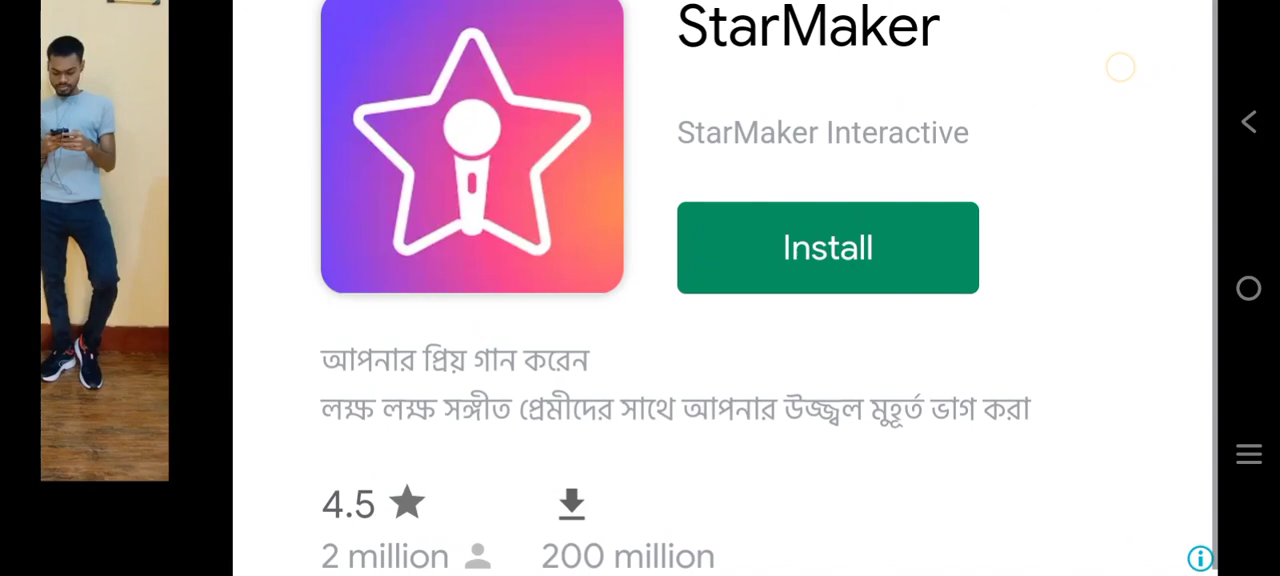 StarMaker
StarMaker Interactive
Install
আপনার প্রিয় গান করেন
লক্ষ লক্ষ সঙ্গীত প্রেমীদের সাথে আপনার উজ্জ্বল মুহূর্ত ভাগ করা
4.5
2 million
200 million